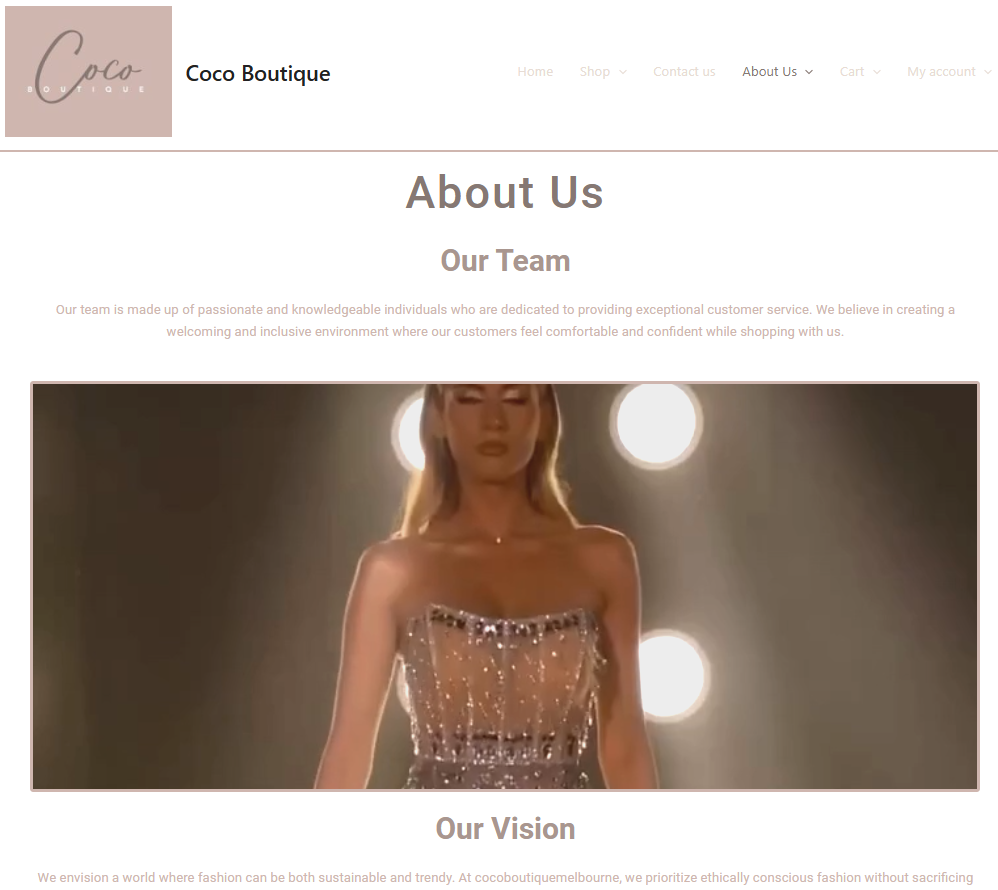 Coco
BOUTIQUE
Coco Boutique
Home Shop Contact us About Us Cart My account
About Us
Our Team
Our team is made up of passionate and knowledgeable individuals who are dedicated to providing exceptional customer service. We believe in creating a
welcoming and inclusive environment where our customers feel comfortable and confident while shopping with us.
Our Vision
We envision a world where fashion can be both sustainable and trendy. At cocoboutiquemelbourne, we prioritize ethically conscious fashion without sacrificing